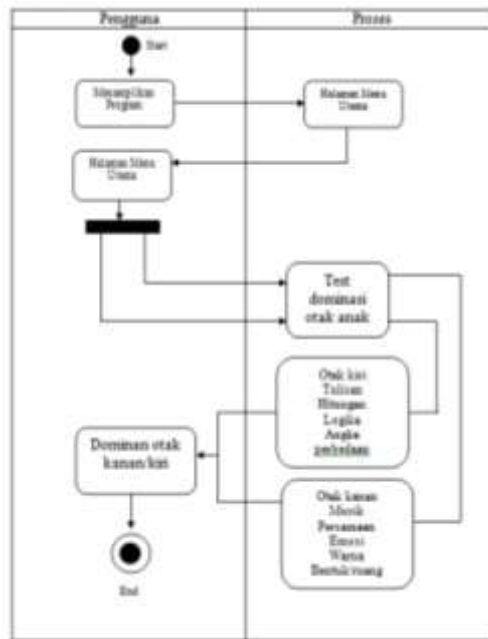 Pengguna
Proses
Start
Menampilkan
Program
Halaman Menu
Utama
Halaman Menu
Utama
Test
dominasi
otak anak
Otak kiri
Tulisan
Hitungan
Logika
Angka
perbedaan
Dominan otak
kanan/kiri
Otak kanan
Musik
Persamaan
Emosi
Warna
Bentuk/ruang
End